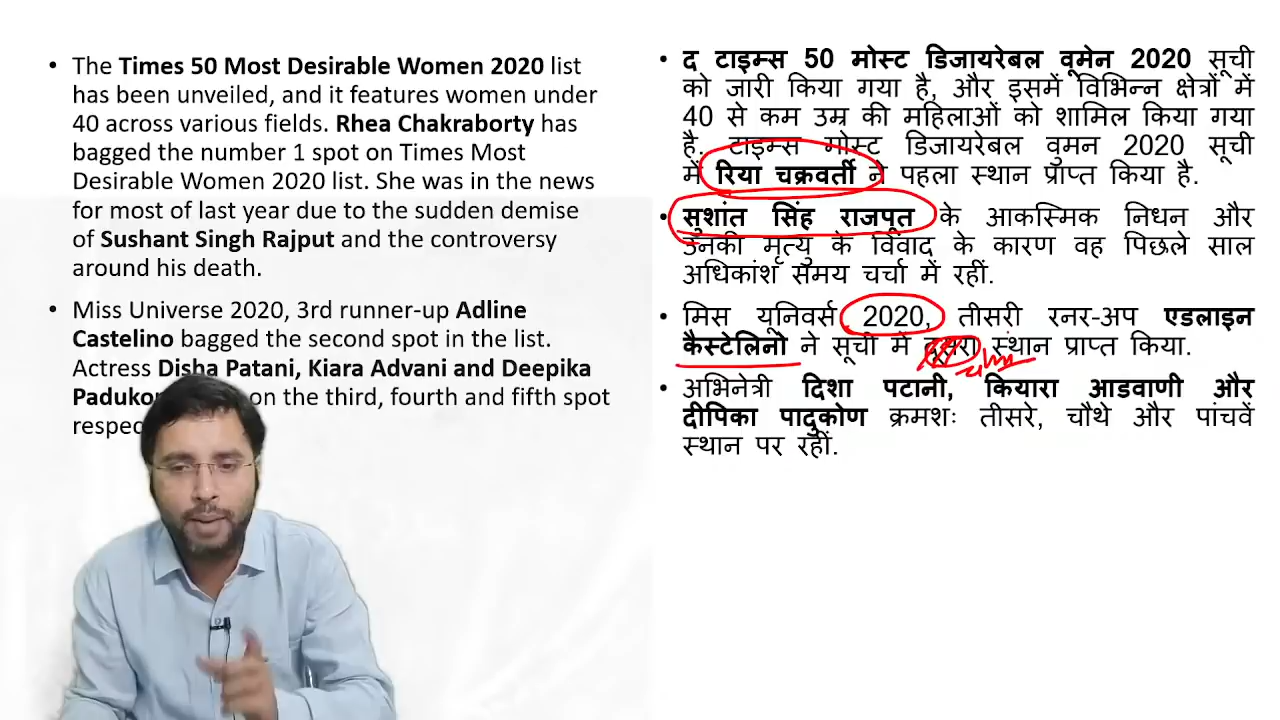 • The Times 50 Most Desirable Women 2020 list
has been unveiled, and it features women under
40 across various fields. Rhea Chakraborty has
bagged the number 1 spot on Times Most
Desirable Women 2020 list. She was in the news
for most of last year due to the sudden demise
of Sushant Singh Rajput and the controversy
around his death.
• Miss Universe 2020, 3rd runner-up Adline
Castelino bagged the second spot in the list.
Actress Disha Patani, Kiara Advani and Deepika
on the third, fourth and fifth spot
• द टाइम्स 50 मोस्ट डिजायरेबल वूमेन 2020 सूची
को जारी किया गया है, और इसमें विभिन्न क्षेत्रों में
40 से कम उम्र की महिलाओं को शामिल किया गया
है. टाइम्स मोस्ट डिजायरेबल वुमन 2020 सूची
में रिया चक्रवर्ती ने पहला स्थान प्राप्त किया है.
• सुशांत सिंह राजपूत के आकस्मिक निधन और
उनकी मृत्यु के विवाद के कारण वह पिछले साल
अधिकांश समय चर्चा में रहीं.
• मिस यूनिवर्स 2020, तीसरी रनर-अप एडलाइन
कैस्टेलिनो ने सूची में दूसरा स्थान प्राप्त किया.
• अभिनेत्री दिशा पटानी, कियारा आडवाणी और
दीपिका पादुकोण क्रमशः तीसरे, चौथे और पांचवें
स्थान पर रहीं.